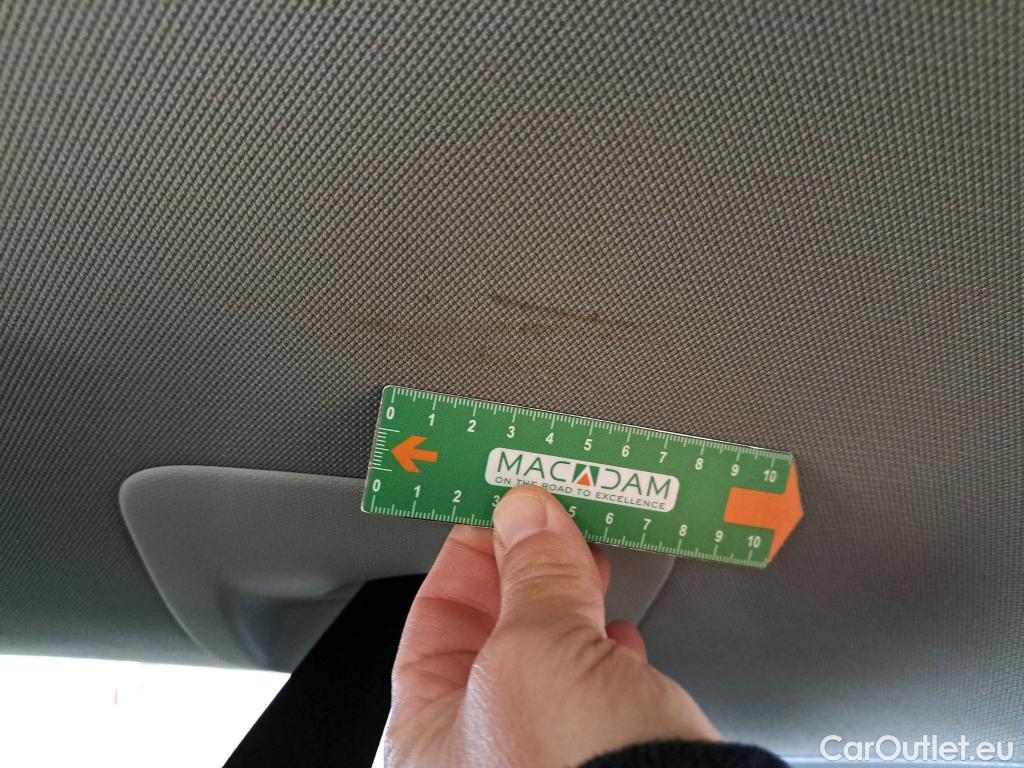 0 1 2 3 4 5 6 7 8 9 10
MACADAM
ON THE ROAD TO EXCELLENCE
0 1 2 3 5 6 7 8 9 10
CarOutlet.eu